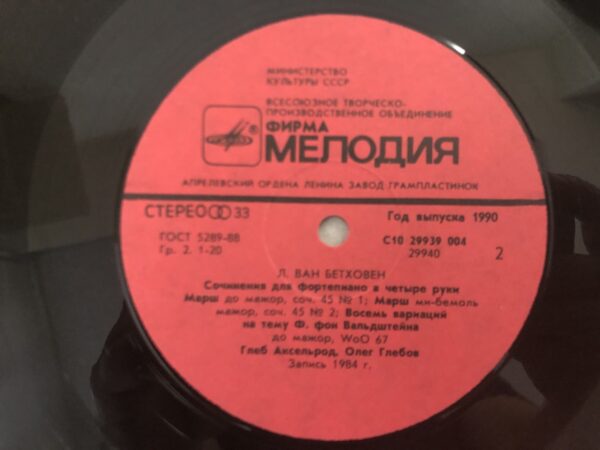 МИНИСТЕРСТВО
КУЛЬТУРЫ СССР
ВСЕСОЮЗНОЕ ТВОРЧЕСКО-
ПРОИЗВОДСТВЕННОЕ ОБЪЕДИНЕНИЕ
ФИРМА
МЕЛОДИЯ
АПРЕЛЕВСКИЙ ОРДЕНА ЛЕНИНА ЗАВОД ГРАМПЛАСТИНОК
СТЕРЕО 33
Год выпуска 1990
ГОСТ 5289-88
Гр. 2. 1-20
С10 29939 004
29940
2
Л. ВАН БЕТХОВЕН
Сочинения для фортепиано в четыре руки
Марш до мажор, соч. 45 № 1; Марш ми-бемоль
мажор, соч. 45 № 2; Восемь вариаций
на тему Ф. фон Вальдштейна
до мажор, WoO 67
Глеб Аксельрод, Олег Глебов
Запись 1984 г.